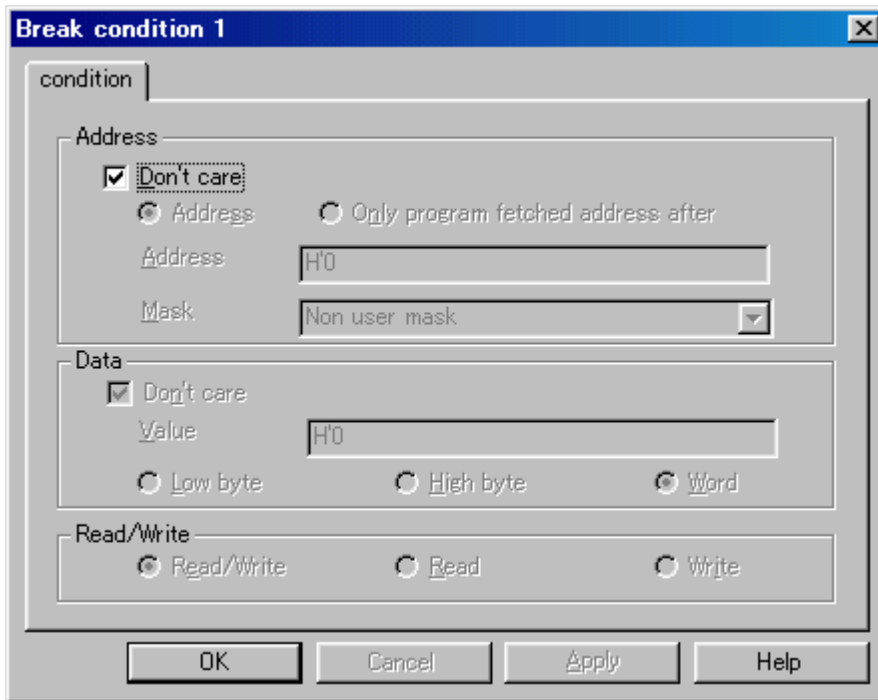 Break condition 1
condition
Address
Don't care
Address Only program fetched address after
Address H'0
Mask Non user mask
Data
Don't care
Value H'0
Low byte High byte Word
Read/Write
Read/Write Read Write
OK Cancel Apply Help